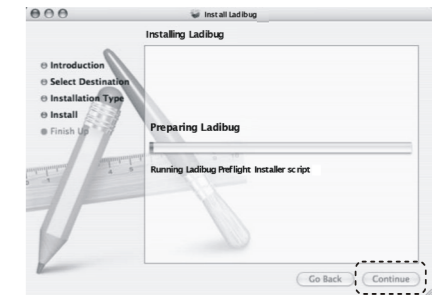 Install Ladibug
Installing Ladibug
Introduction
Select Destination
Installation Type
Install
Finish Up
Preparing Ladibug
Running Ladibug Preflight Installer script
Go Back
Continue